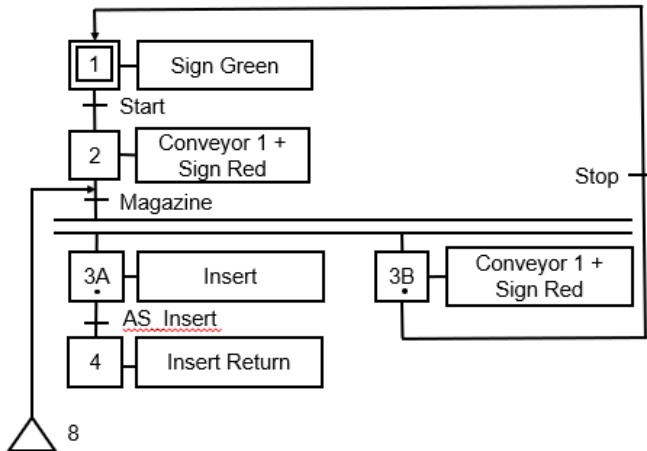 1
Sign Green
Start
2
Conveyor 1 +
Sign Red
Stop
Magazine
3A
Insert
3B
Conveyor 1 +
Sign Red
AS_Insert
4
Insert Return
8